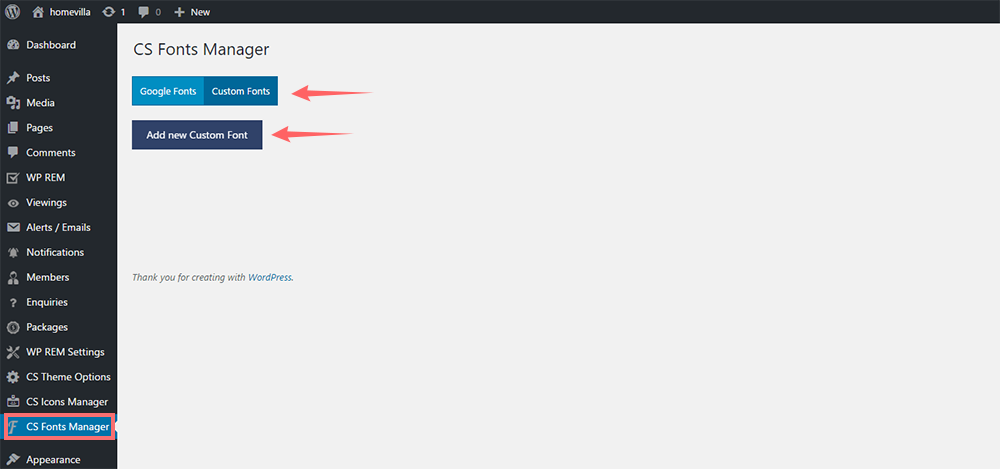 homevilla 1 0 + New
Dashboard
Posts
Media
Pages
Comments
WP REM
Viewings
Alerts / Emails
Notifications
Members
Enquiries
Packages
WP REM Settings
CS Theme Options
CS Icons Manager
CS Fonts Manager
Appearance
CS Fonts Manager
Google Fonts Custom Fonts
Add new Custom Font
Thank you for creating with WordPress.